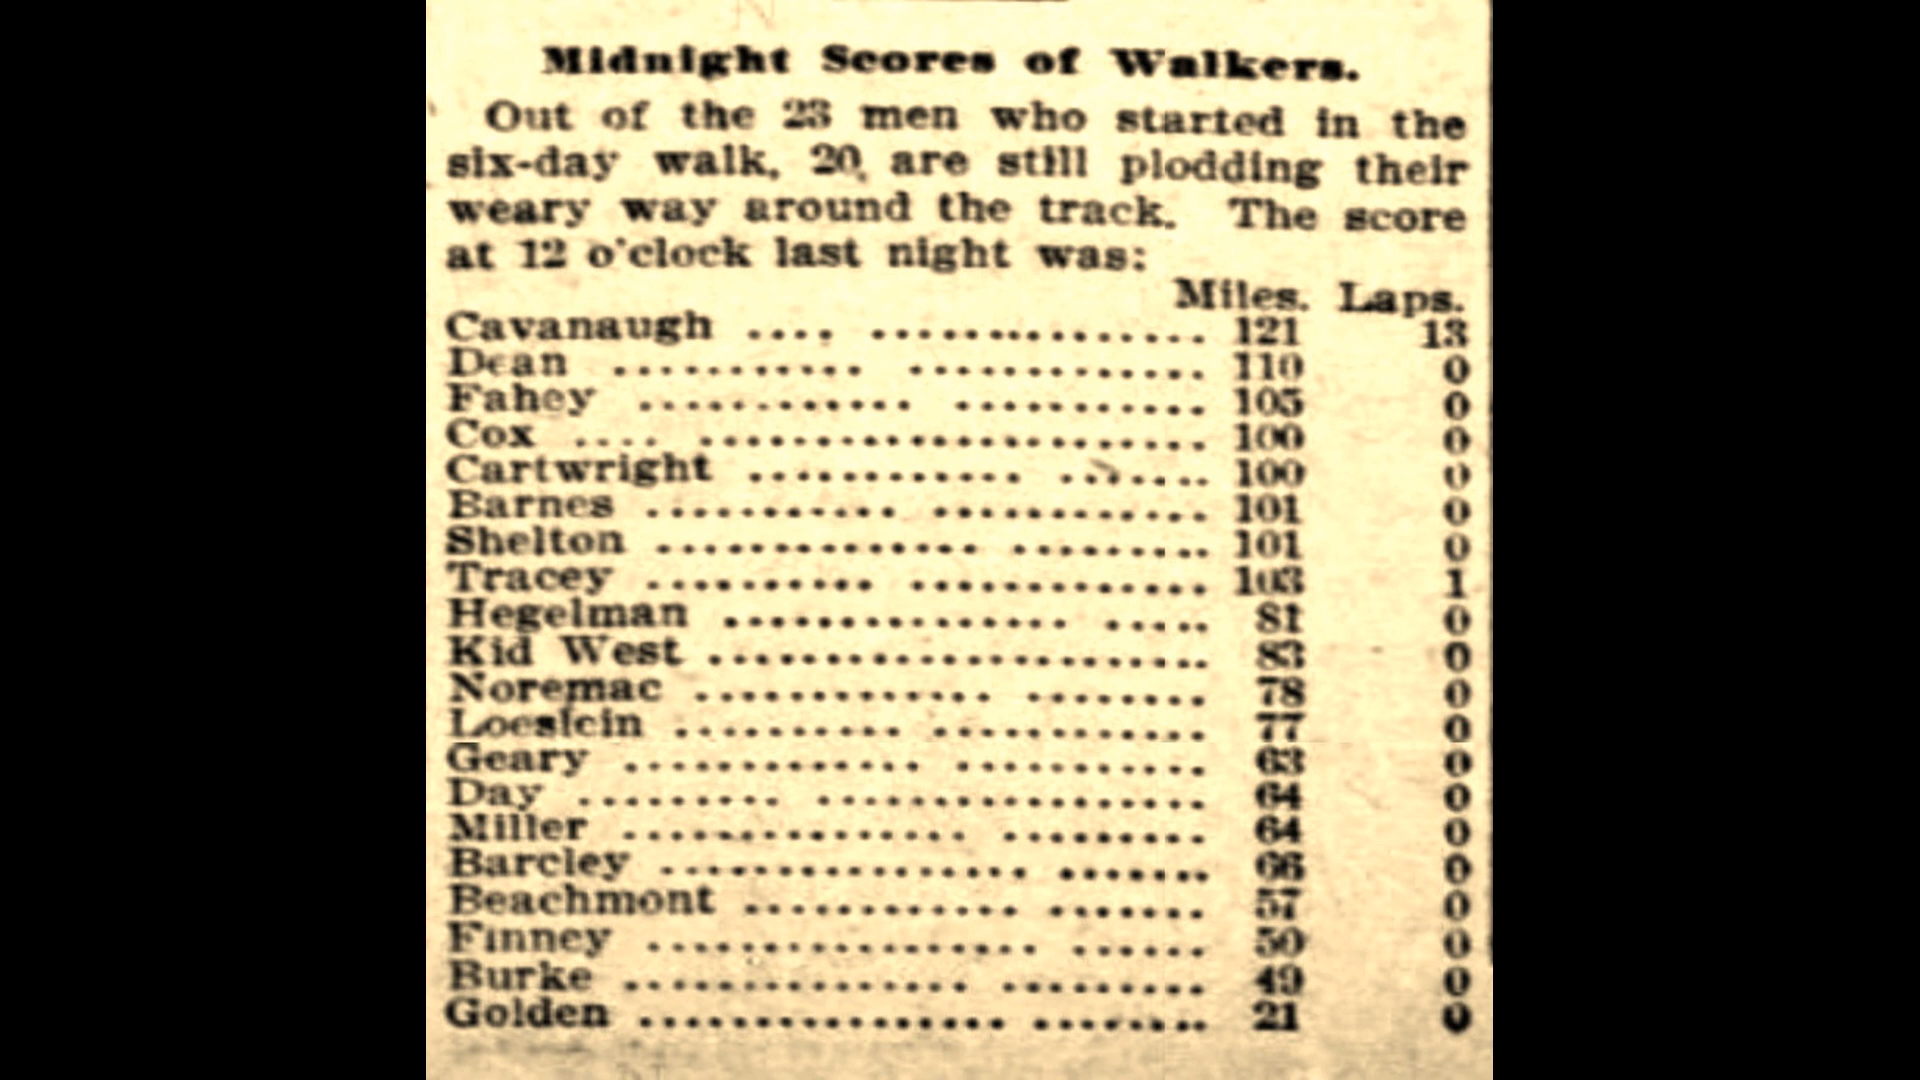 Midnight Scores of Walkers.
Out of the 23 men who started in the
six-day walk, 20, are still plodding their
weary way around the track. The score
at 12 o'clock last night was:
Miles. Laps.
Cavanaugh .... ................. 121 13
Dean ........... ............... 110 0
Fahey ............ ............. 105 0
Cox .... ....................... 100 0
Cartwright ............ ........ 100 0
Barnes ........... .............. 101 0
Shelton ............... .......... 101 0
Tracey .......... ............... 103 1
Hegelman ................ ..... 81 0
Kid West ........................ 83 0
Noremac ............. ......... 78 0
Loeslein .......... ............. 77 0
Geary ............. ............ 63 0
Day ......... .................. 64 0
Miller ................ .......... 64 0
Barcley ................. ....... 66 0
Beachmont ............ ........ 57 0
Finney .................. ...... 50 0
Burke ................ .......... 49 0
Golden ................. ......... 21 0